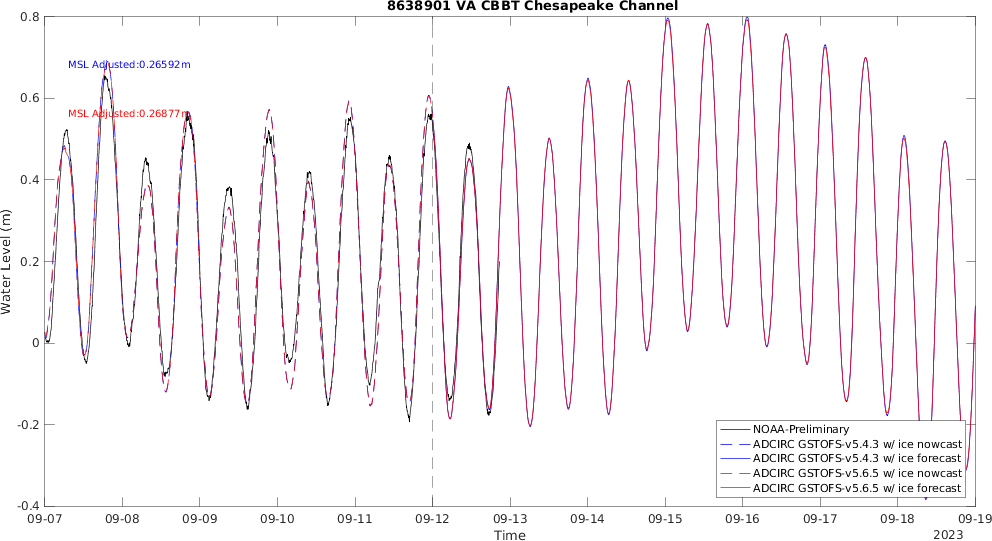 8638901 VA CBBT Chesapeake Channel
0.8
0.6
0.4
0.2
0
-0.2
-0.4
Water Level (m)
MSL Adjusted:0.26592m
MSL Adjusted:0.26877m
NOAA-Preliminary
ADCIRC GSTOFS-v5.4.3 w/ ice nowcast
ADCIRC GSTOFS-v5.4.3 w/ ice forecast
ADCIRC GSTOFS-v5.6.5 w/ ice nowcast
ADCIRC GSTOFS-v5.6.5 w/ ice forecast
09-07 09-08 09-09 09-10 09-11 09-12 09-13 09-14 09-15 09-16 09-17 09-18 09-19
Time
2023